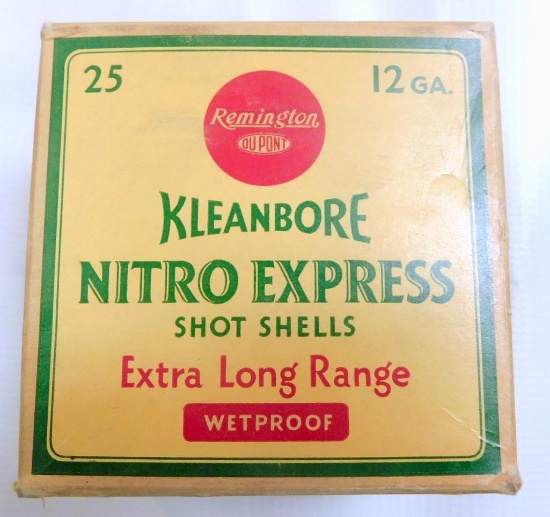 25 12 GA.
Remington
DU PONT
KLEANBORE
NITRO EXPRESS
SHOT SHELLS
Extra Long Range
WETPROOF